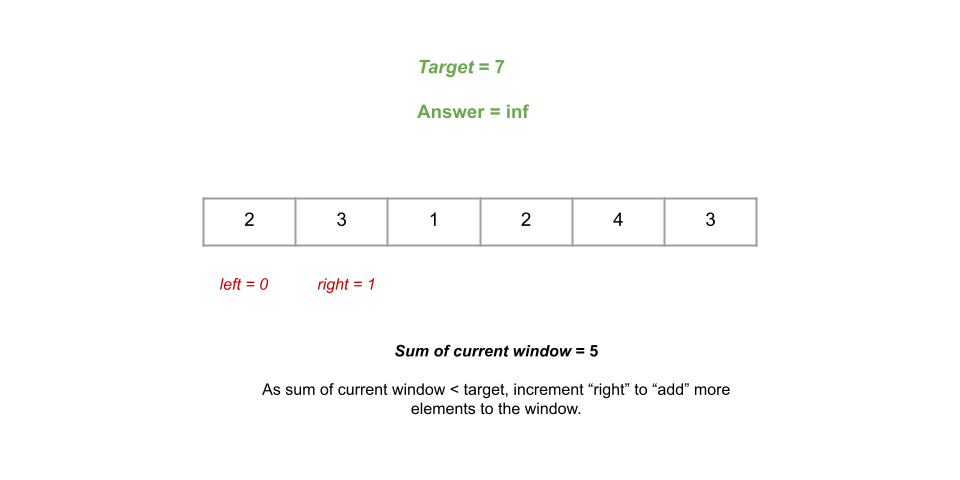 Target = 7
Answer = inf
2 3 1 2 4 3
left = 0 right = 1
Sum of current window = 5
As sum of current window < target, increment “right” to “add” more
elements to the window.